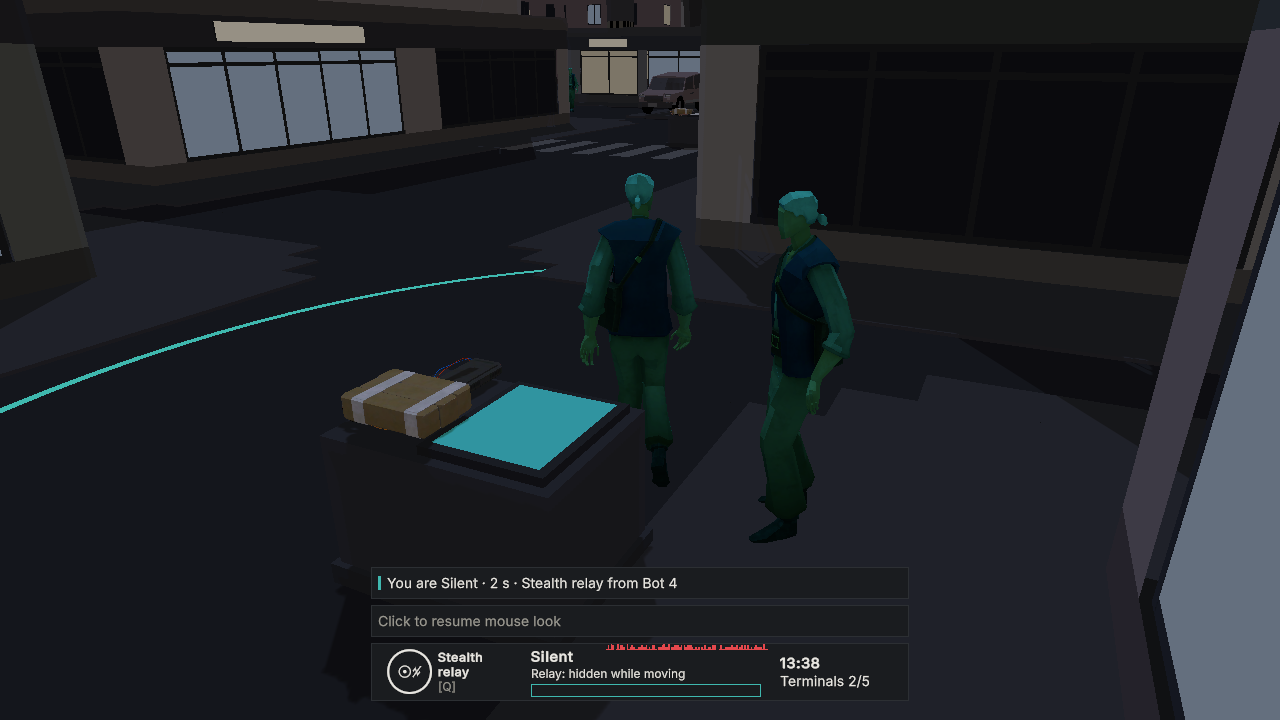 You are Silent · 2 s · Stealth relay from Bot 4
Click to resume mouse look
Stealth
relay
[Q]
Silent
Relay: hidden while moving
13:38
Terminals 2/5